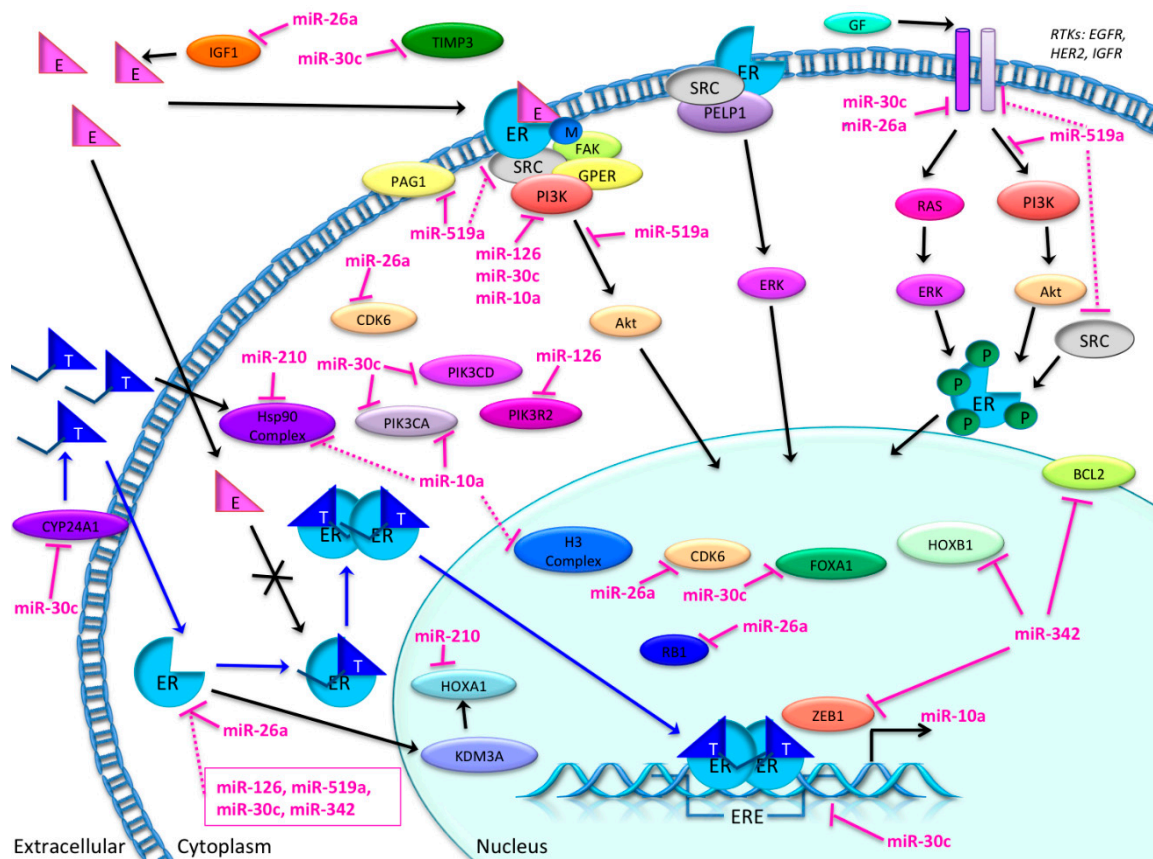 miR-26a
IGF1
TIMP3
miR-30c
E
E
E
GF
RTKs: EGFR,
HER2, IGFR
ER
E
M
FAK
SRC
GPER
PI3K
PAG1
miR-519a
miR-126
miR-30c
miR-10a
miR-519a
ER
SRC
PELP1
miR-30c
miR-26a
miR-519a
RAS
PI3K
ERK
Akt
SRC
P
P
P
P
ER
ERK
Akt
miR-26a
CDK6
T
T
T
miR-210
Hsp90
Complex
miR-30c
PIK3CD
PIK3CA
miR-126
PIK3R2
miR-10a
E
CYP24A1
miR-30c
T
T
ER
ER
H3
Complex
CDK6
miR-26a
FOXA1
miR-30c
HOXB1
BCL2
miR-342
RB1
miR-26a
miR-210
HOXA1
KDM3A
ER
T
ER
miR-26a
miR-126, miR-519a,
miR-30c, miR-342
ZEB1
miR-10a
T
T
ER
ER
ERE
miR-30c
Extracellular
Cytoplasm
Nucleus